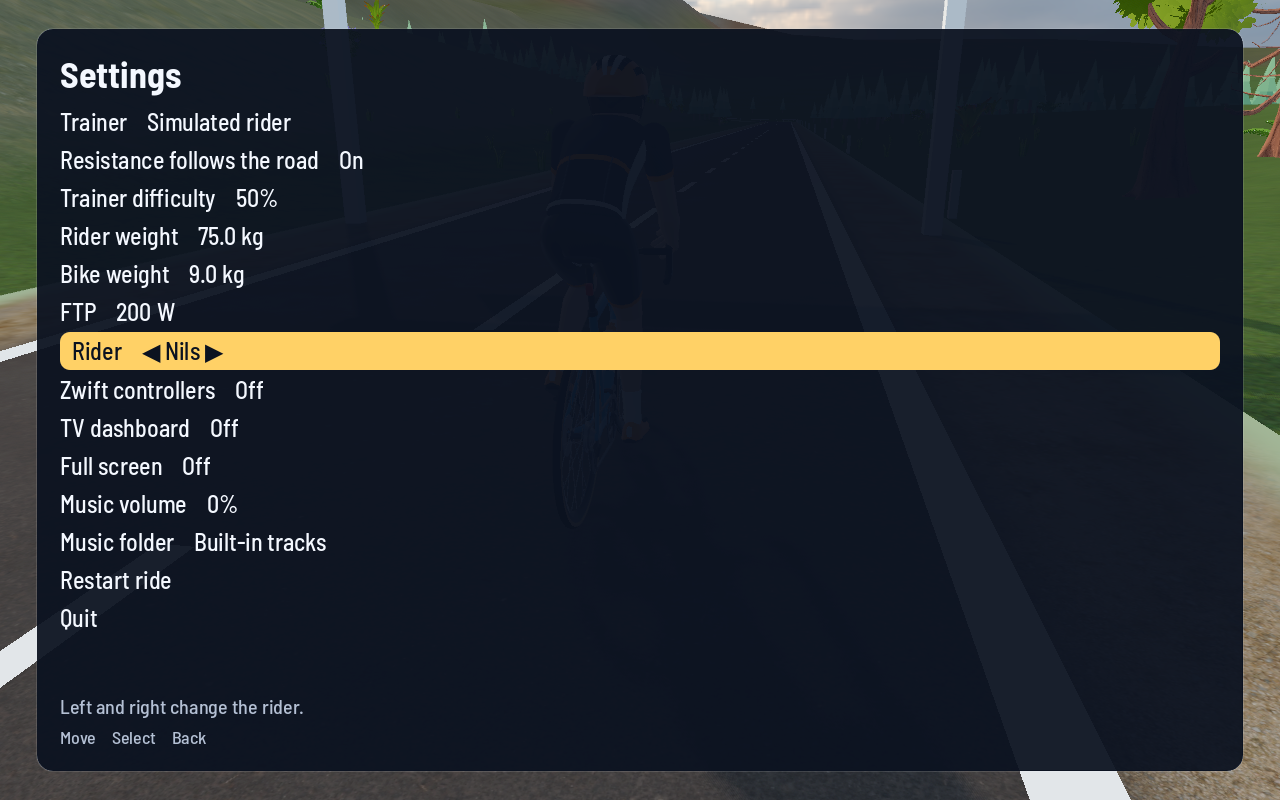 Settings
Trainer Simulated rider
Resistance follows the road On
Trainer difficulty 50%
Rider weight 75.0 kg
Bike weight 9.0 kg
FTP 200 W
Rider ◀ Nils ▶
Zwift controllers Off
TV dashboard Off
Full screen Off
Music volume 0%
Music folder Built-in tracks
Restart ride
Quit
Left and right change the rider.
Move Select Back